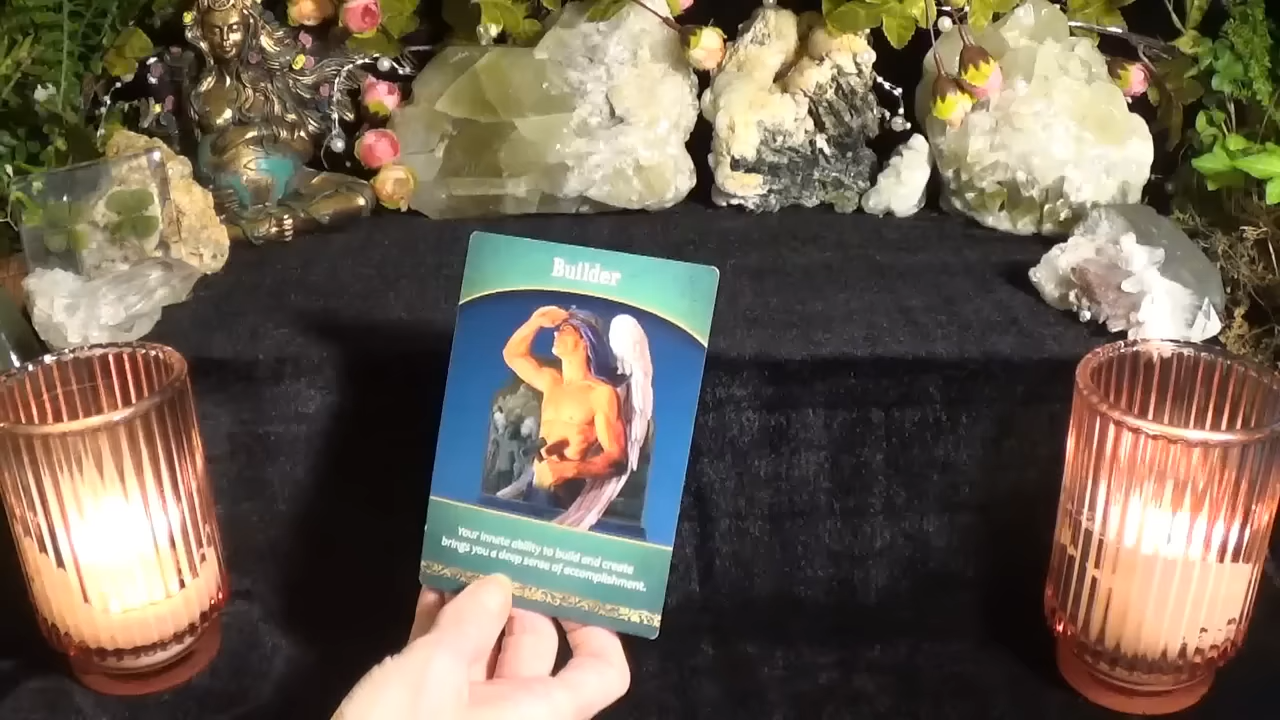 Builder
Your innate ability to build and create
brings you a deep sense of accomplishment.